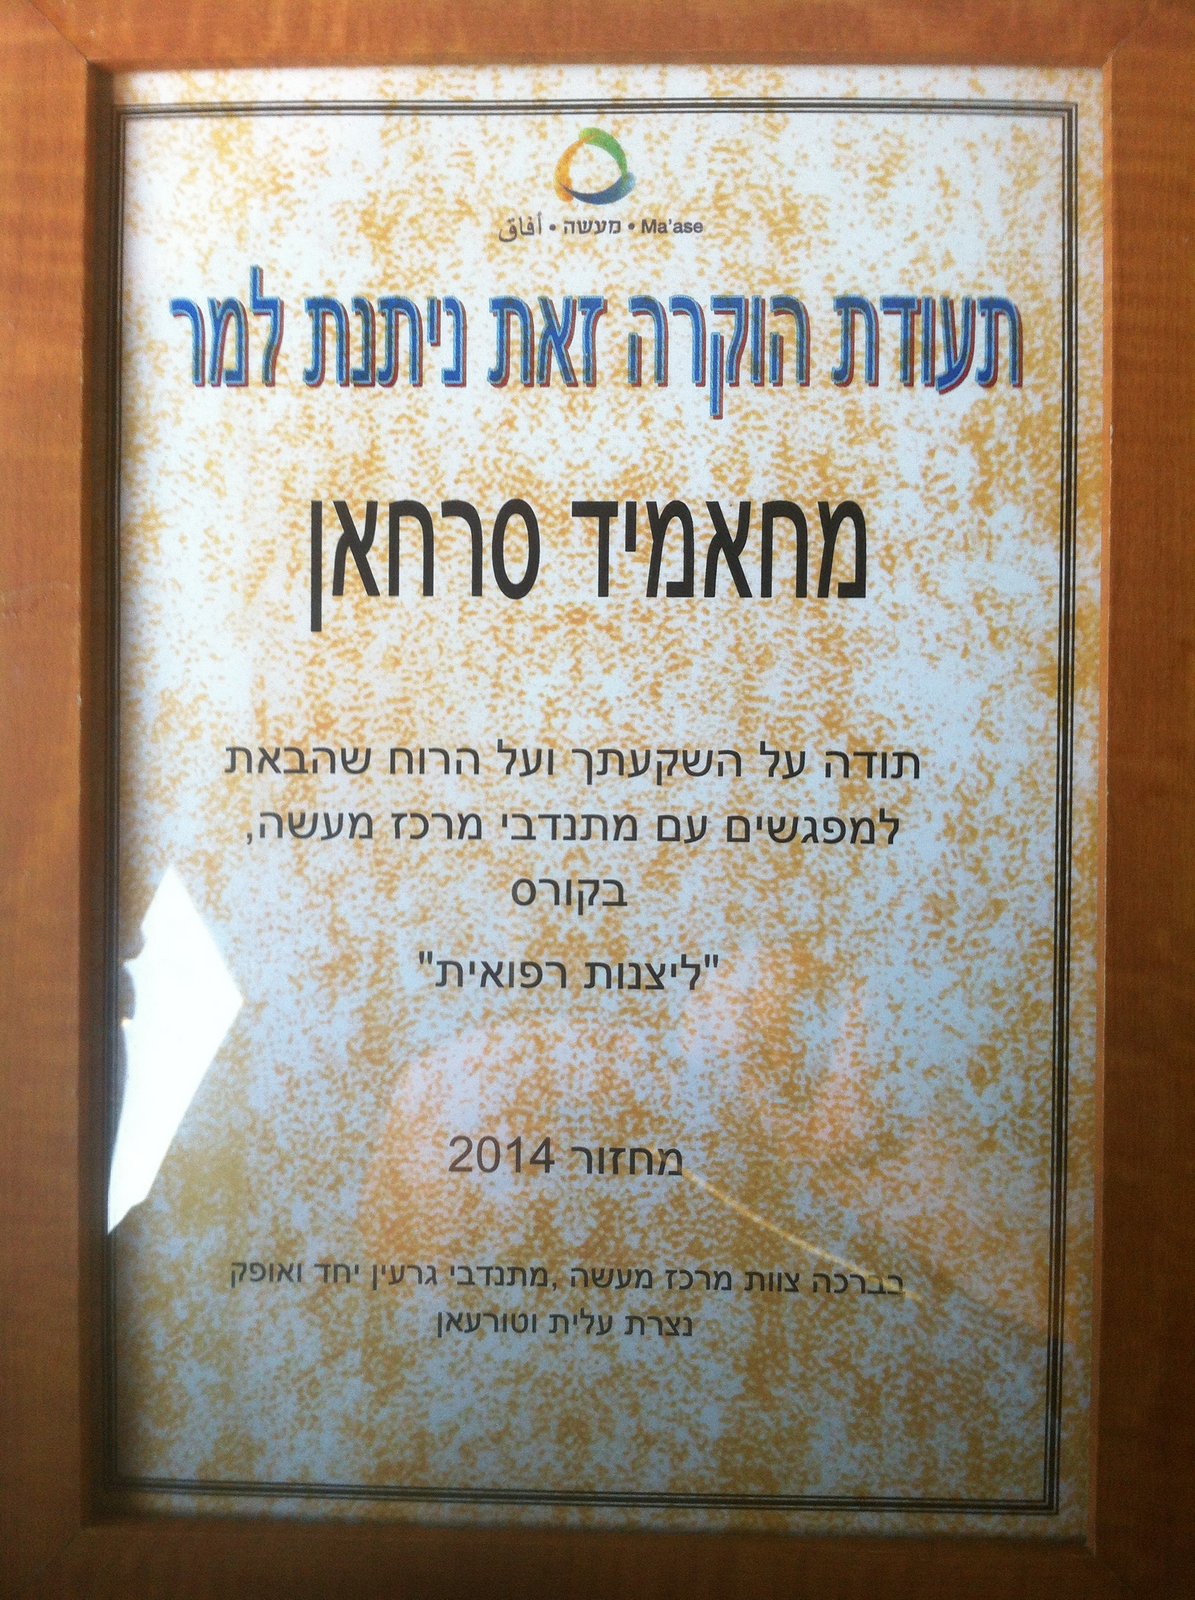 أفاق • מעשה • Ma'ase
תעודת הוקרה זאת ניתנת למר
מחאמיד סרחאן
תודה על השקעתך ועל הרוח שהבאת
למפגשים עם מתנדבי מרכז מעשה,
בקורס
"ליצנות רפואית"
מחזור 2014
בברכה צוות מרכז מעשה ,מתנדבי גרעין יחד ואופק
נצרת עלית וטורעאן